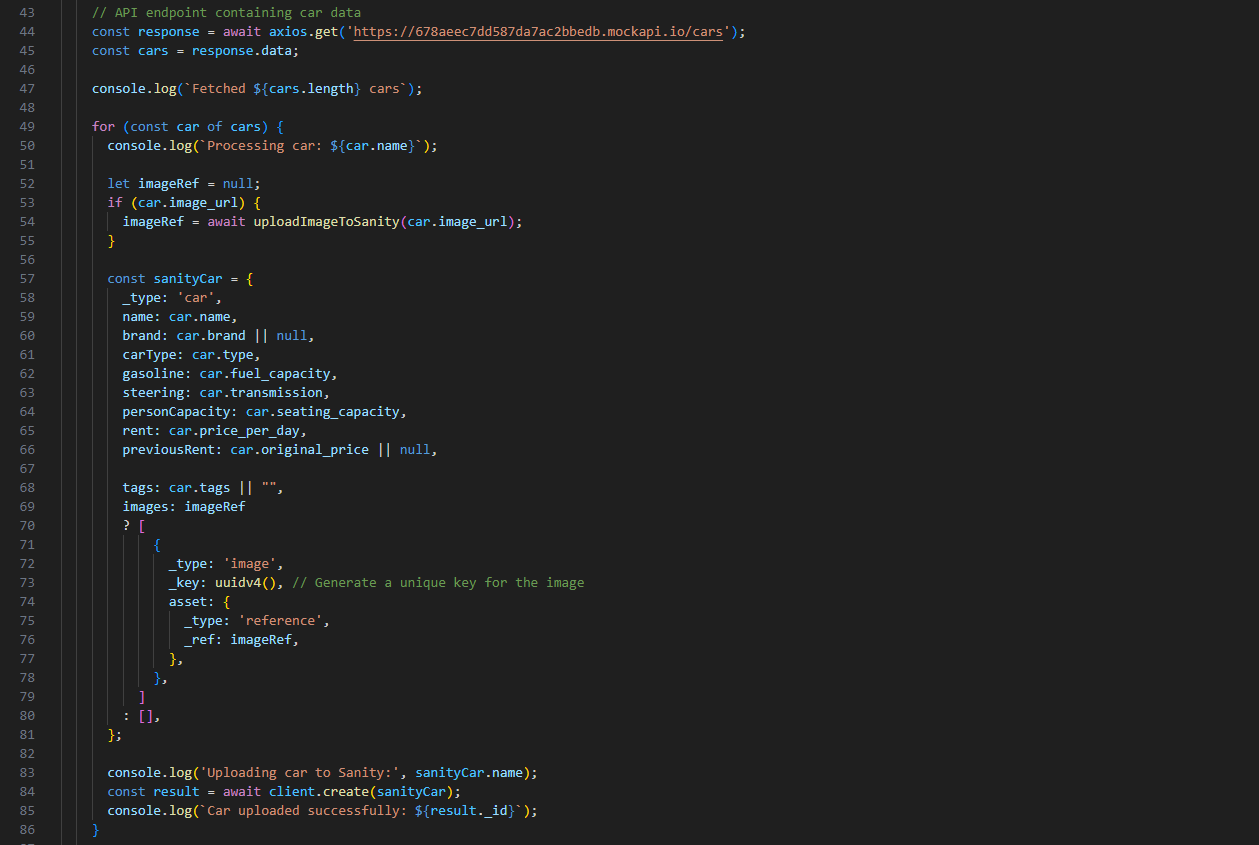 43 // API endpoint containing car data
44 const response = await axios.get('https://678aeec7dd587da7ac2bbedb.mockapi.io/cars');
45 const cars = response.data;
46
47 console.log(`Fetched ${cars.length} cars`);
48
49 for (const car of cars) {
50 console.log(`Processing car: ${car.name}`);
51
52 let imageRef = null;
53 if (car.image_url) {
54 imageRef = await uploadImageToSanity(car.image_url);
55 }
56
57 const sanityCar = {
58 _type: 'car',
59 name: car.name,
60 brand: car.brand || null,
61 carType: car.type,
62 gasoline: car.fuel_capacity,
63 steering: car.transmission,
64 personCapacity: car.seating_capacity,
65 rent: car.price_per_day,
66 previousRent: car.original_price || null,
67
68 tags: car.tags || "",
69 images: imageRef
70 ? [
71 {
72 _type: 'image',
73 _key: uuidv4(), // Generate a unique key for the image
74 asset: {
75 _type: 'reference',
76 _ref: imageRef,
77 },
78 },
79 ]
80 : [],
81 };
82
83 console.log('Uploading car to Sanity:', sanityCar.name);
84 const result = await client.create(sanityCar);
85 console.log(`Car uploaded successfully: ${result._id}`);
86 }